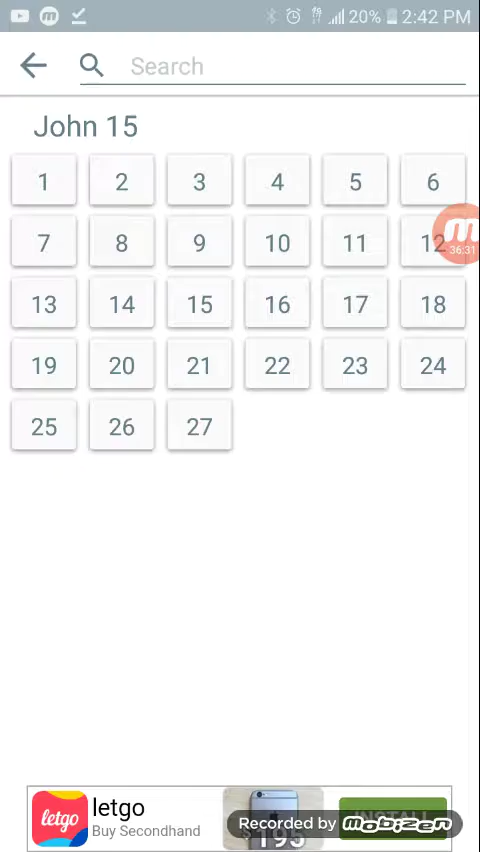 20% 2:42 PM
Search
John 15
1 2 3 4 5 6
7 8 9 10 11 12
36:31
13 14 15 16 17 18
19 20 21 22 23 24
25 26 27
letgo
letgo
Buy Secondhand
$195
INSTALL
Recorded by mobizen